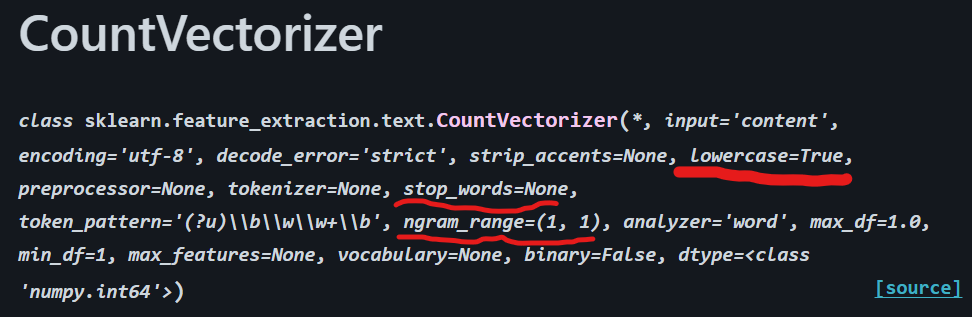 CountVectorizer
class sklearn.feature_extraction.text.CountVectorizer(*, input='content',
encoding='utf-8', decode_error='strict', strip_accents=None, lowercase=True,
preprocessor=None, tokenizer=None, stop_words=None,
token_pattern='(?u)\\b\\w\\w+\\b', ngram_range=(1, 1), analyzer='word', max_df=1.0,
min_df=1, max_features=None, vocabulary=None, binary=False, dtype=<class
'numpy.int64'>)
[source]